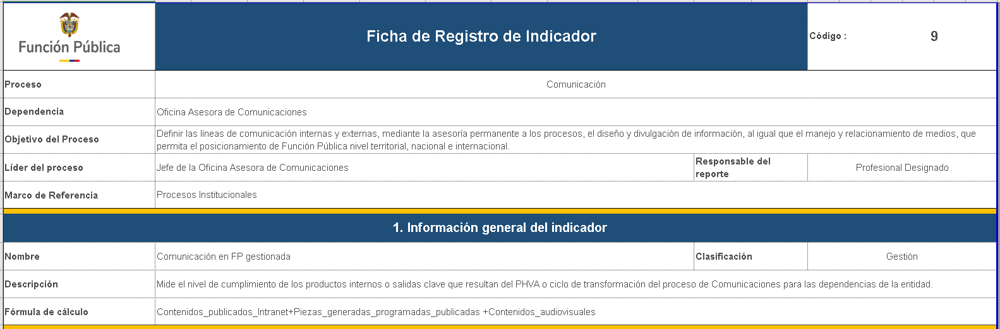 Función Pública
Ficha de Registro de Indicador
Código :
9
Proceso
Comunicación
Dependencia
Oficina Asesora de Comunicaciones
Objetivo del Proceso
Definir las líneas de comunicación internas y externas, mediante la asesoría permanente a los procesos, el diseño y divulgación de información, al igual que el manejo y relacionamiento de medios, que
permita el posicionamiento de Función Pública nivel territorial, nacional e internacional.
Líder del proceso
Jefe de la Oficina Asesora de Comunicaciones
Responsable del
reporte
Profesional Designado
Marco de Referencia
Procesos Institucionales
1. Información general del indicador
Nombre
Comunicación en FP gestionada
Clasificación
Gestión
Descripción
Mide el nivel de cumplimiento de los productos internos o salidas clave que resultan del PHVA o ciclo de transformación del proceso de Comunicaciones para las dependencias de la entidad.
Fórmula de cálculo
Contenidos_publicados_Intranet+Piezas_generadas_programadas_publicadas +Contenidos_audiovisuales